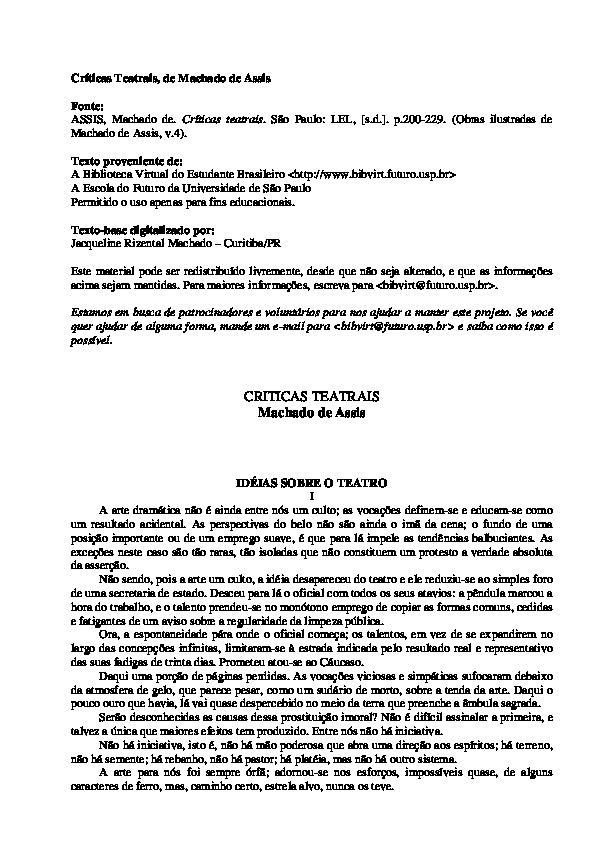 Críticas Teatrais, de Machado de Assis
Fonte:
ASSIS, Machado de. Críticas teatrais. São Paulo: LEL, [s.d.]. p.200-229. (Obras ilustradas de
Machado de Assis, v.4).
Texto proveniente de:
A Biblioteca Virtual do Estudante Brasileiro <http://www.bibvirt.futuro.usp.br>
A Escola do Futuro da Universidade de São Paulo
Permitido o uso apenas para fins educacionais.
Texto-base digitalizado por:
Jacqueline Rizental Machado – Curitiba/PR
Este material pode ser redistribuído livremente, desde que não seja alterado, e que as informações
acima sejam mantidas. Para maiores informações, escreva para <bibvirt@futuro.usp.br>.
Estamos em busca de patrocinadores e voluntários para nos ajudar a manter este projeto. Se você
quer ajudar de alguma forma, mande um e-mail para <bibvirt@futuro.usp.br> e saiba como isso é
possível.
CRITICAS TEATRAIS
Machado de Assis
IDÉIAS SOBRE O TEATRO
I
A arte dramática não é ainda entre nós um culto; as vocações definem-se e educam-se como
um resultado acidental. As perspectivas do belo não são ainda o imã da cena; o fundo de uma
posição importante ou de um emprego suave, é que para lá impele as tendências balbuciantes. As
exceções neste caso são tão raras, tão isoladas que não constituem um protesto a verdade absoluta
da asserção.
Não sendo, pois a arte um culto, a idéia desapareceu do teatro e ele reduziu-se ao simples foro
de uma secretaria de estado. Desceu para lá o oficial com todos os seus atavios: a pêndula marcou a
hora do trabalho, e o talento prendeu-se no monótono emprego de copiar as formas comuns, cedidas
e fatigantes de um aviso sobre a regularidade da limpeza pública.
Ora, a espontaneidade pára onde o oficial começa; os talentos, em vez de se expandirem no
largo das concepções infinitas, limitaram-se à estrada indicada pelo resultado real e representativo
das suas fadigas de trinta dias. Prometeu atou-se ao Cáucaso.
Daqui uma porção de páginas perdidas. As vocações viciosas e simpáticas sufocaram debaixo
da atmosfera de gelo, que parece pesar, como um sudário de morto, sobre a tenda da arte. Daqui o
pouco ouro que havia, lá vai quase despercebido no meio da terra que preenche a âmbula sagrada.
Serão desconhecidas as causas dessa prostituição imoral? Não é difícil assinalar a primeira, e
talvez a única que maiores efeitos tem produzido. Entre nós não há iniciativa.
Não há iniciativa, isto é, não há mão poderosa que abra uma direção aos espíritos; há terreno,
não há semente; há rebanho, não há pastor; há platéia, mas não há outro sistema.
A arte para nós foi sempre órfã; adornou-se nos esforços, impossíveis quase, de alguns
caracteres de ferro, mas, caminho certo, estrela alvo, nunca os teve.